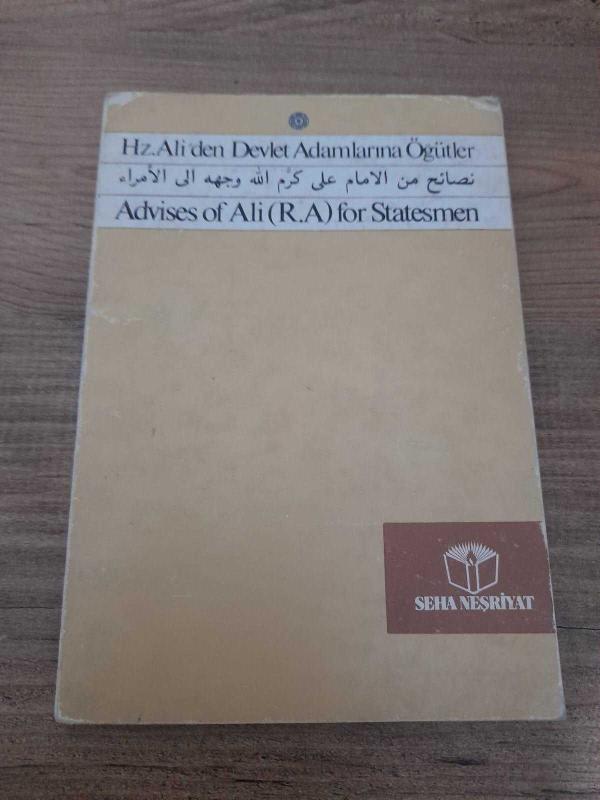 Hz.Ali'den Devlet Adamlarına Öğütler
نصائح من الامام على كرّم الله وجهه الى الأمراء
Advises of Ali (R.A) for Statesmen
SEHA NEŞRİYAT